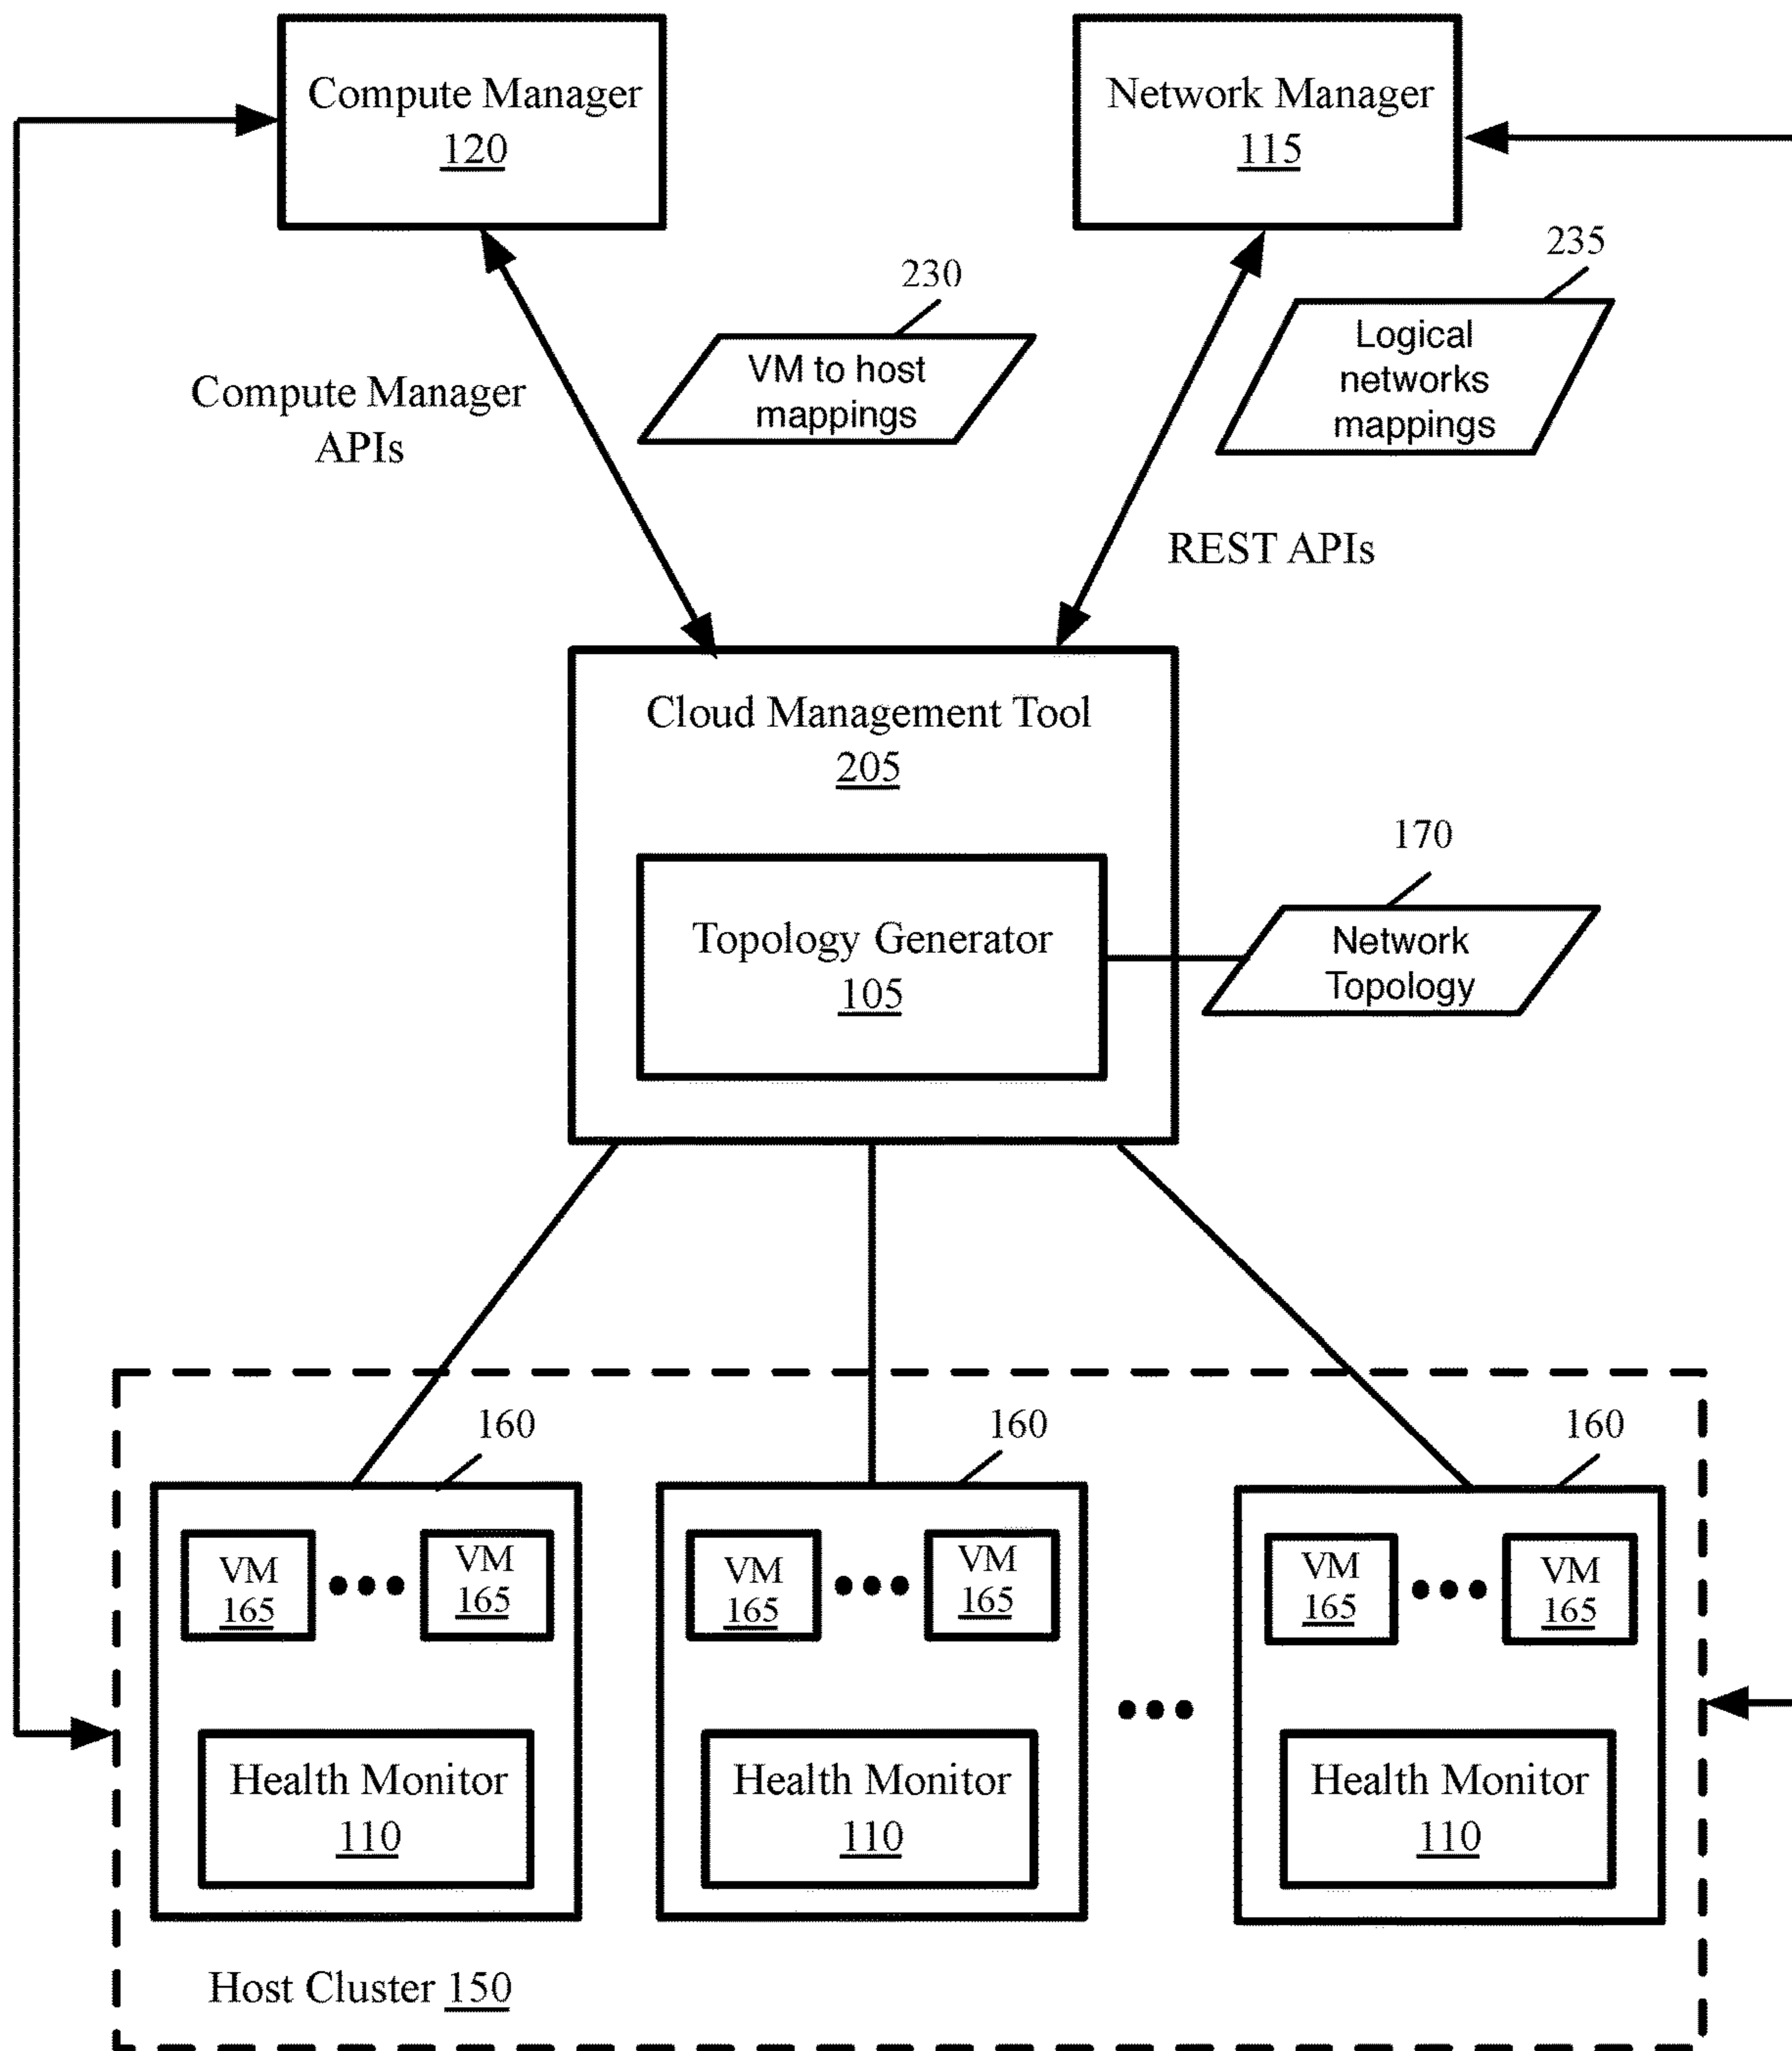 Compute Manager
120
Network Manager
115
235
230
Logical
networks
mappings
VM to host
mappings
Compute Manager
APIs
REST APIs
Cloud Management Tool
205
170
Topology Generator
105
Network
Topology
160
160
160
VM
165
VM
165
VM
165
VM
165
VM
165
VM
165
Health Monitor
110
Health Monitor
110
Health Monitor
110
Host Cluster 150